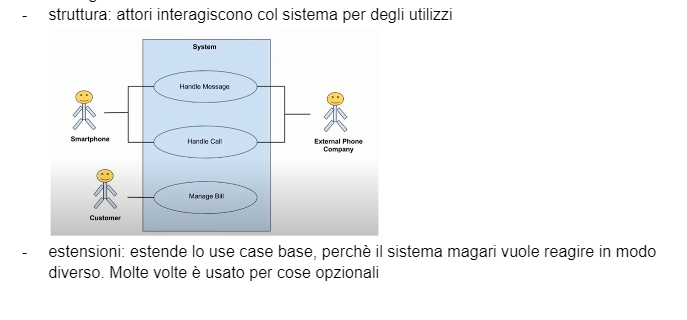 - struttura: attori interagiscono col sistema per degli utilizzi
System
Handle Message
Smartphone
Handle Call
External Phone
Company
Manage Bill
Customer
- estensioni: estende lo use case base, perchè il sistema magari vuole reagire in modo
diverso. Molte volte è usato per cose opzionali